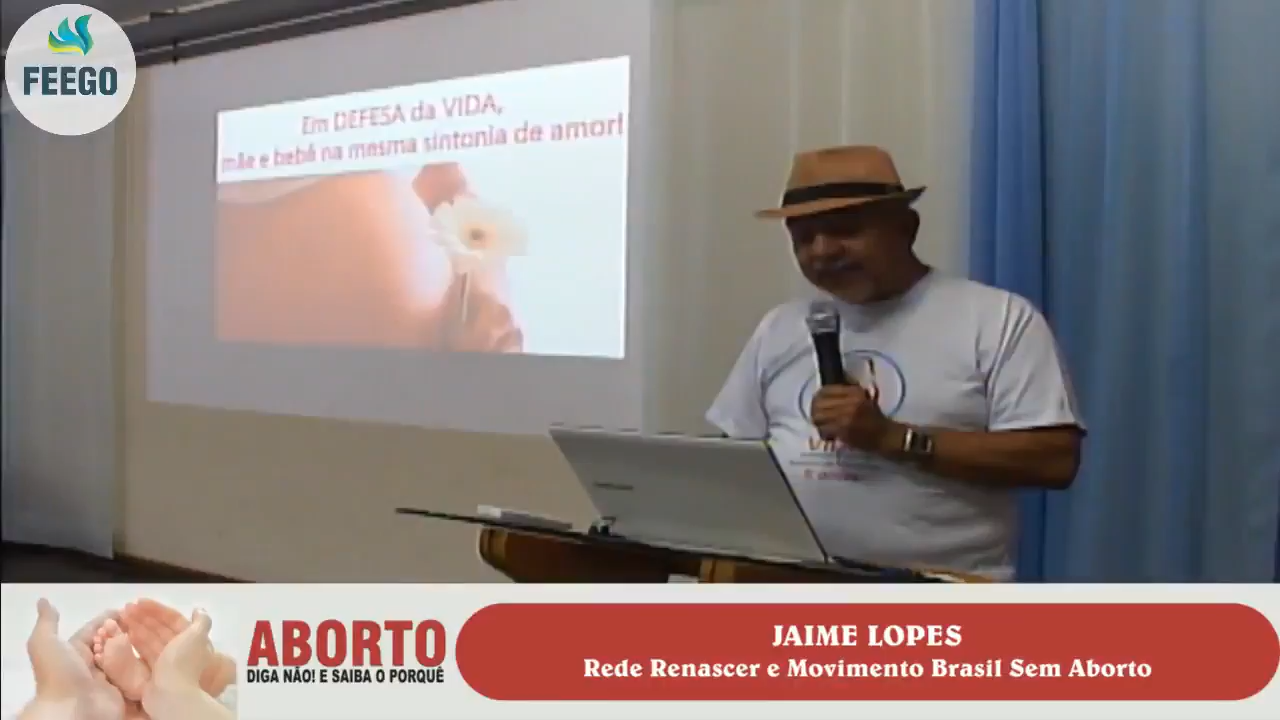 FEEGO
Em DEFESA da VIDA,
mãe e bebê na mesma sintonia de amor!
ABORTO
DIGA NÃO! E SAIBA O PORQUÊ
JAIME LOPES
Rede Renascer e Movimento Brasil Sem Aborto